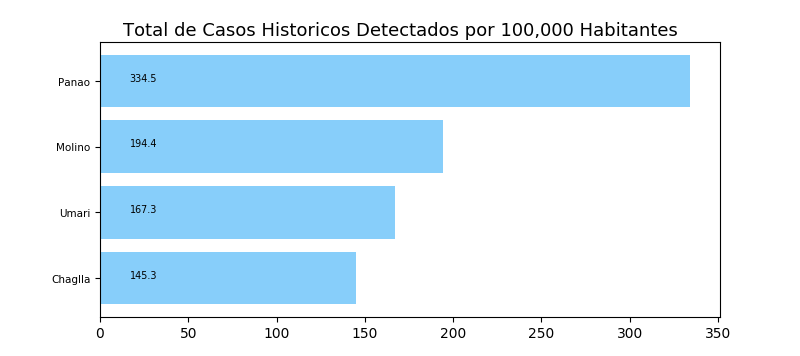 Total de Casos Historicos Detectados por 100,000 Habitantes
Panao 334.5
Molino 194.4
Umari 167.3
Chaglla 145.3
0 50 100 150 200 250 300 350